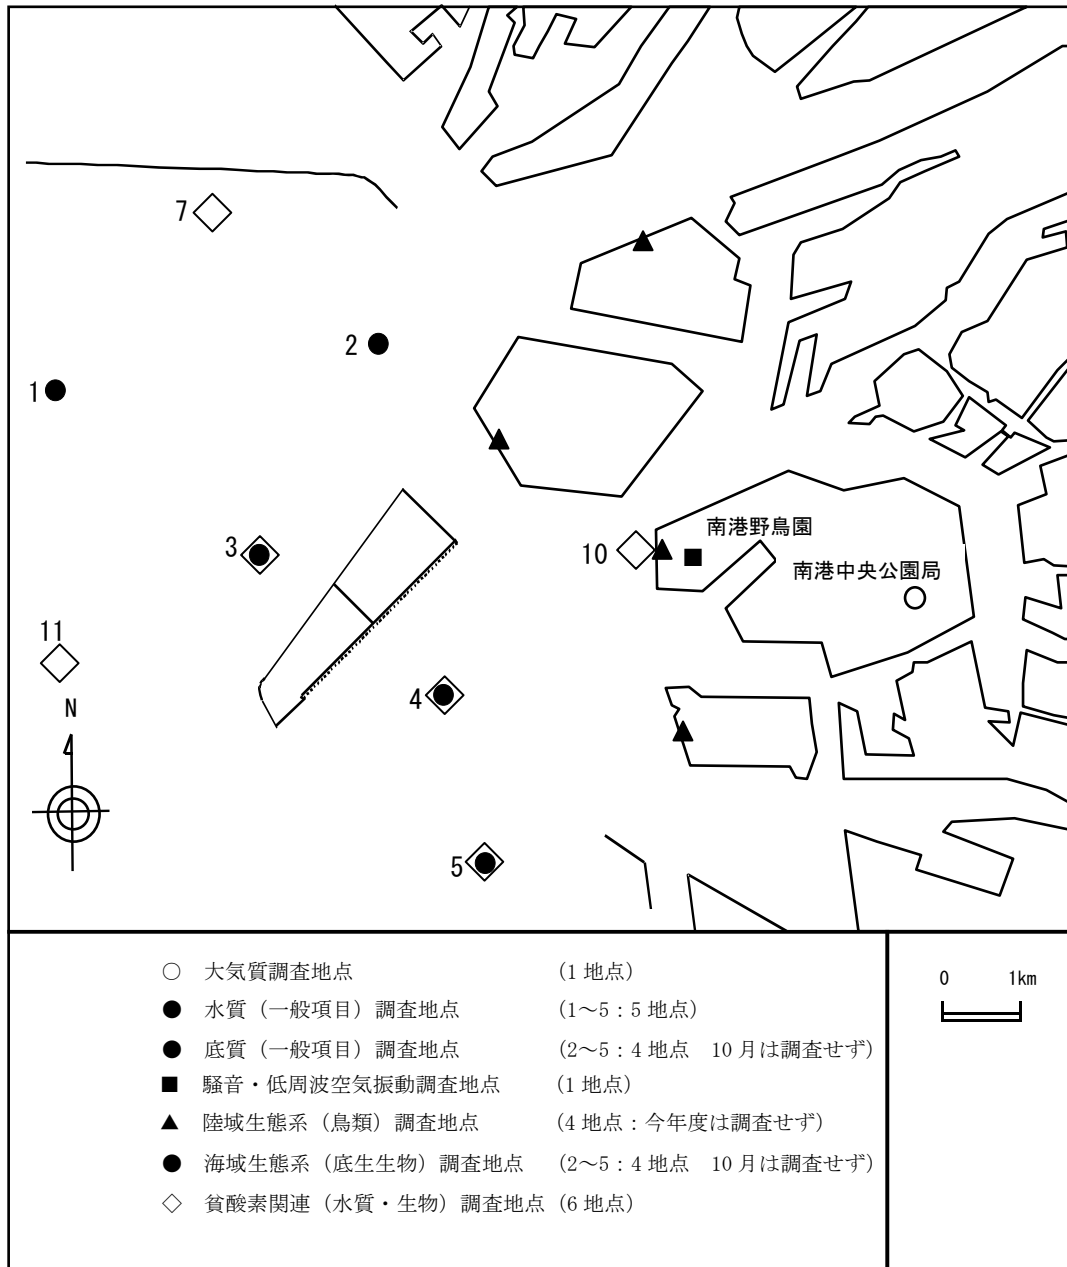 7
2
1
南港野鳥園
3
10
南港中央公園局
11
4
N
5
○ 大気質調査地点 (1 地点)
● 水質（一般項目）調査地点 (1～5：5 地点)
● 底質（一般項目）調査地点 (2～5：4 地点 10 月は調査せず)
■ 騒音・低周波空気振動調査地点 (1 地点)
▲ 陸域生態系（鳥類）調査地点 (4 地点：今年度は調査せず)
● 海域生態系（底生生物）調査地点 (2～5：4 地点 10 月は調査せず)
◇ 貧酸素関連（水質・生物）調査地点 (6 地点)
0 1km